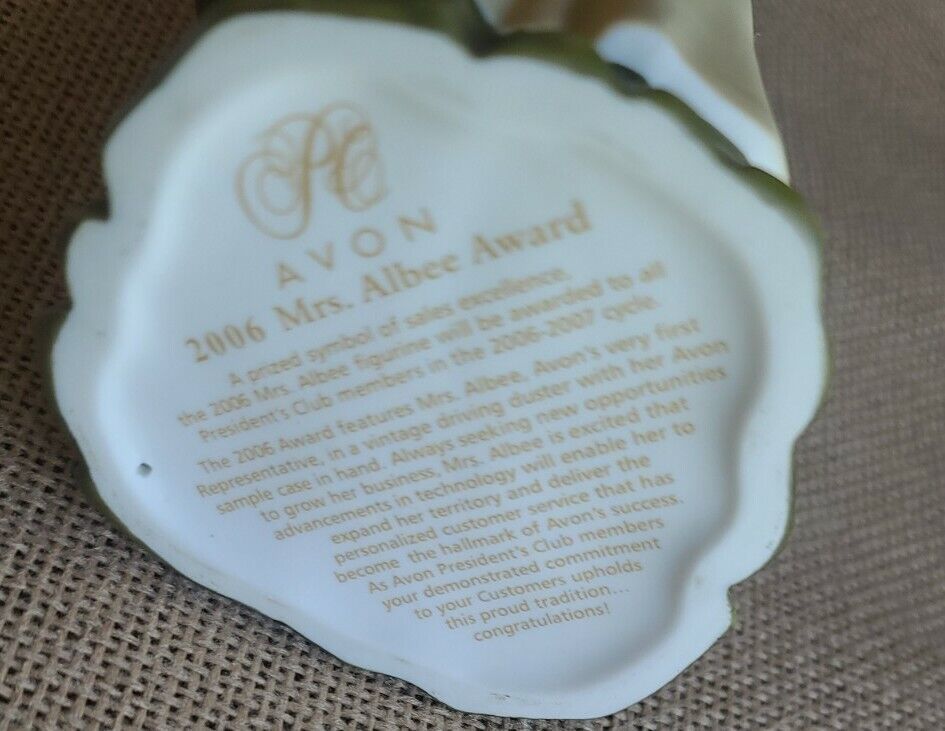 PC
AVON
2006 Mrs. Albee Award
A prized symbol of sales excellence.
the 2006 Mrs. Albee figurine will be awarded to all
President's Club members in the 2006-2007 cycle.
The 2006 Award features Mrs. Albee, Avon's very first
Representative, in a vintage driving duster with her Avon
sample case in hand. Always seeking new opportunities
to grow her business, Mrs. Albee is excited that
advancements in technology will enable her to
expand her territory and deliver the
personalized customer service that has
become the hallmark of Avon's success.
As Avon President's Club members
your demonstrated commitment
to your Customers upholds
this proud tradition...
congratulations!